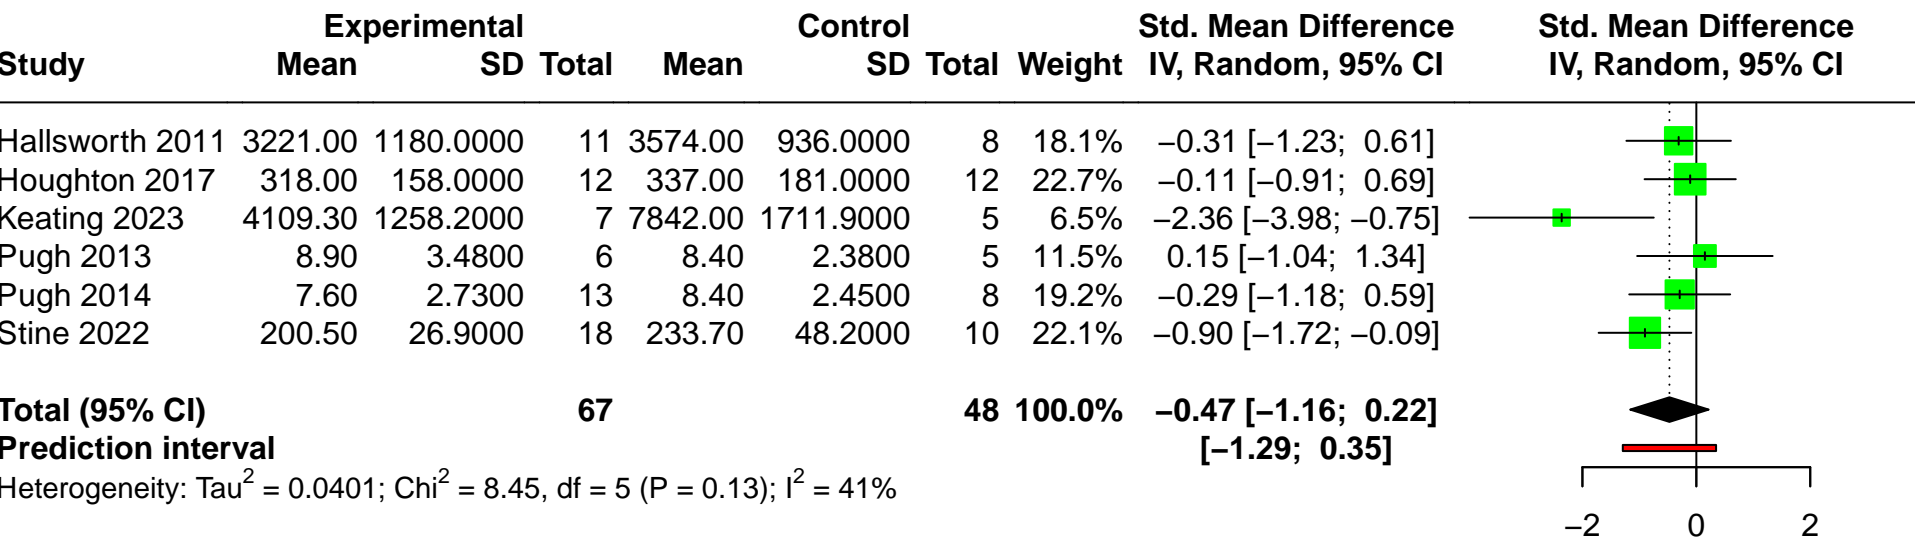 Experimental Control Std. Mean Difference Std. Mean Difference
Study Mean SD Total Mean SD Total Weight IV, Random, 95% CI IV, Random, 95% CI
Hallsworth 2011 3221.00 1180.0000 11 3574.00 936.0000 8 18.1% −0.31 [−1.23; 0.61]
Houghton 2017 318.00 158.0000 12 337.00 181.0000 12 22.7% −0.11 [−0.91; 0.69]
Keating 2023 4109.30 1258.2000 7 7842.00 1711.9000 5 6.5% −2.36 [−3.98; −0.75]
Pugh 2013 8.90 3.4800 6 8.40 2.3800 5 11.5% 0.15 [−1.04; 1.34]
Pugh 2014 7.60 2.7300 13 8.40 2.4500 8 19.2% −0.29 [−1.18; 0.59]
Stine 2022 200.50 26.9000 18 233.70 48.2000 10 22.1% −0.90 [−1.72; −0.09]
Total (95% CI) 67 48 100.0% −0.47 [−1.16; 0.22]
Prediction interval [−1.29; 0.35]
Heterogeneity: Tau² = 0.0401; Chi² = 8.45, df = 5 (P = 0.13); I² = 41%
−2 0 2